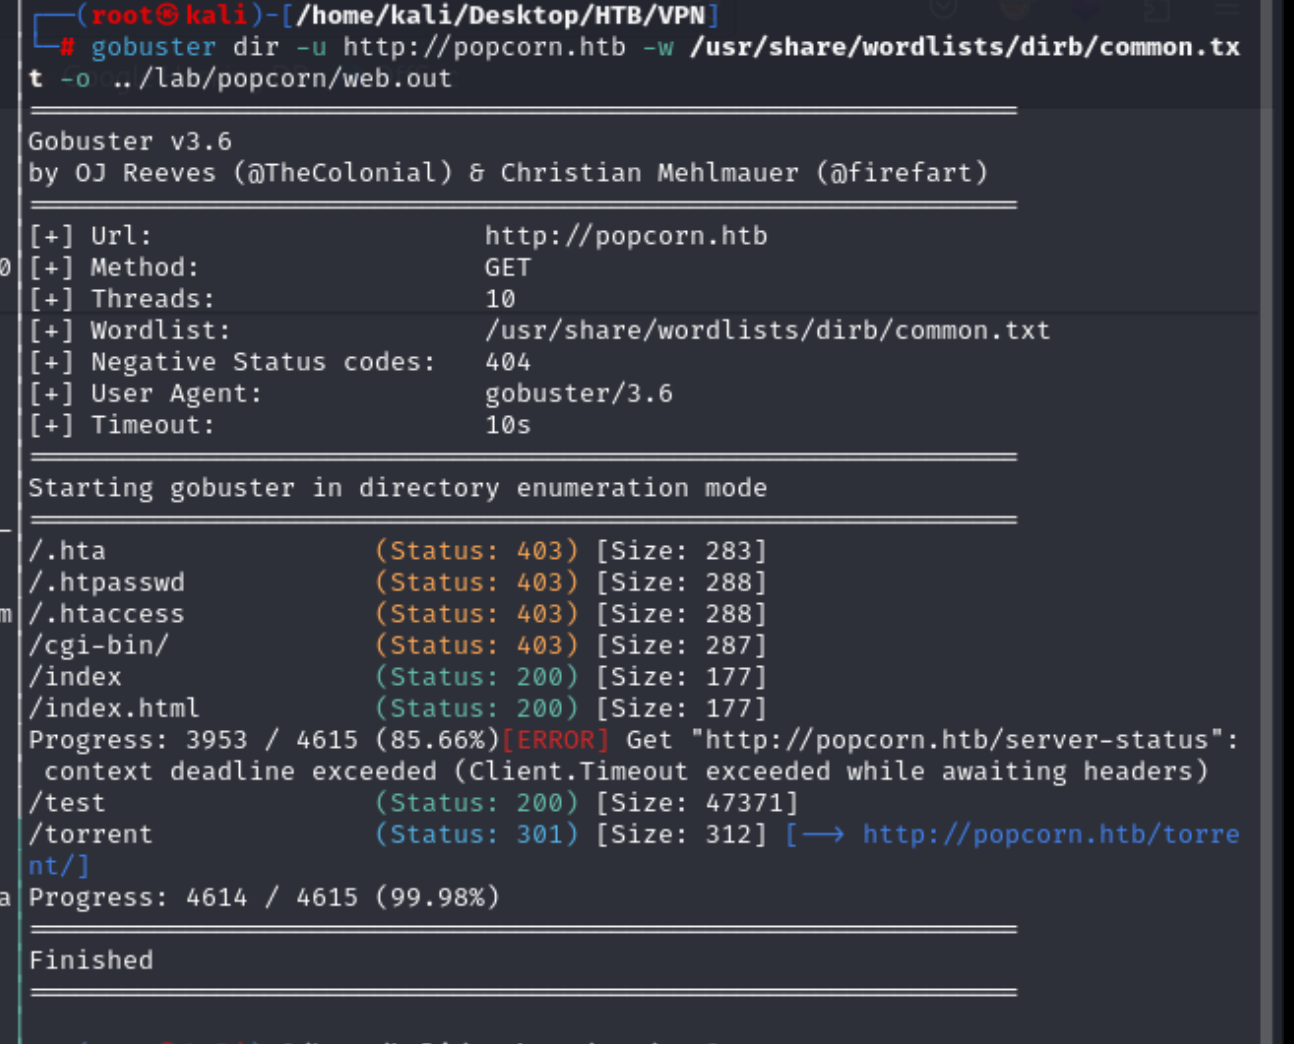 (root㉿kali)-[/home/kali/Desktop/HTB/VPN]
# gobuster dir -u http://popcorn.htb -w /usr/share/wordlists/dirb/common.tx
t -o ../lab/popcorn/web.out
===============================================================
Gobuster v3.6
by OJ Reeves (@TheColonial) & Christian Mehlmauer (@firefart)
===============================================================
[+] Url:                     http://popcorn.htb
[+] Method:                  GET
[+] Threads:                 10
[+] Wordlist:                /usr/share/wordlists/dirb/common.txt
[+] Negative Status codes:   404
[+] User Agent:              gobuster/3.6
[+] Timeout:                 10s
===============================================================
Starting gobuster in directory enumeration mode
===============================================================
/.hta                 (Status: 403) [Size: 283]
/.htpasswd            (Status: 403) [Size: 288]
/.htaccess            (Status: 403) [Size: 288]
/cgi-bin/             (Status: 403) [Size: 287]
/index                (Status: 200) [Size: 177]
/index.html           (Status: 200) [Size: 177]
Progress: 3953 / 4615 (85.66%)[ERROR] Get "http://popcorn.htb/server-status":
 context deadline exceeded (Client.Timeout exceeded while awaiting headers)
/test                 (Status: 200) [Size: 47371]
/torrent              (Status: 301) [Size: 312] [--> http://popcorn.htb/torre
nt/]
Progress: 4614 / 4615 (99.98%)
===============================================================
Finished
===============================================================